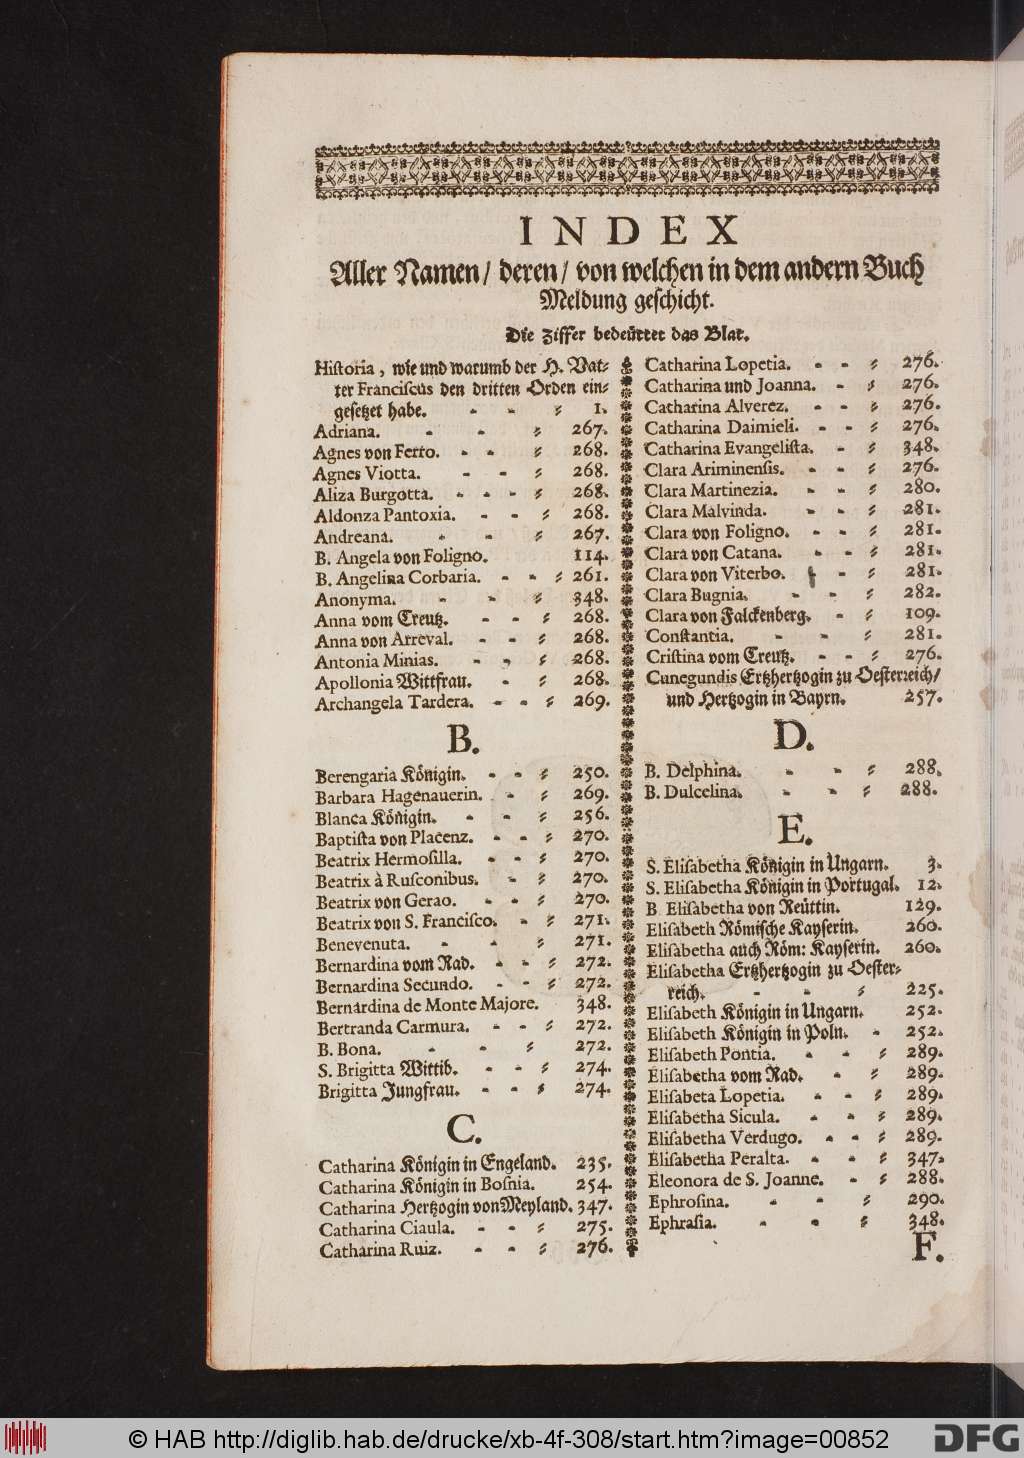 INDEX
Aller Namen / deren / von welchen in dem andern Buch
Meldung geschicht.
Die Ziffer bedeüttet das Blat.
Historia, wie und warumb der H. Vat-
ter Franciscus den dritten Orden ein-
gesetzet habe. - - - 1.
Adriana. - - - 267.
Agnes von Ferto. - - - 268.
Agnes Viotta. - - - 268.
Aliza Burgotta. - - - - 268.
Aldonza Pantoxia. - - - 268.
Andreana. - - - 267.
B. Angela von Foligno. 114.
B. Angelina Corbaria. - - - 261.
Anonyma. - - - 348.
Anna vom Creutz. - - - 268.
Anna von Arreval. - - - 268.
Antonia Minias. - - - 268.
Apollonia Wittfrau. - - 268.
Archangela Tardera. - - - 269.
B.
Berengaria Königin. - - - 250.
Barbara Hagenauerin. - - 269.
Blanca Königin. - - - 256.
Baptista von Placenz. - - - 270.
Beatrix Hermosilla. - - - 270.
Beatrix à Rusconibus. - - 270.
Beatrix von Gerao. - - - 270.
Beatrix von S. Francisco. - - 271.
Benevenuta. - - - 271.
Bernardina vom Rad. - - - 272.
Bernardina Secundo. - - - 272.
Bernardina de Monte Majore. 348.
Bertranda Carmura. - - - 272.
B. Bona. - - - 272.
S. Brigitta Wittib. - - - 274.
Brigitta Jungfrau. - - - 274.
C.
Catharina Königin in Engeland. 235.
Catharina Königin in Bosnia. 254.
Catharina Hertzogin von Meyland. 347.
Catharina Ciaula. - - - 275.
Catharina Ruiz. - - - 276.
Catharina Lopetia. - - - 276.
Catharina und Joanna. - - 276.
Catharina Alverez. - - - 276.
Catharina Daimieli. - - - 276.
Catharina Evangelista. - - 348.
Clara Ariminensis. - - - 276.
Clara Martinezia. - - - 280.
Clara Malvinda. - - - 281.
Clara von Foligno. - - - 281.
Clara von Catana. - - - 281.
Clara von Viterbo. - - 281.
Clara Bugnia. - - - 282.
Clara von Falckenberg. - - 109.
Constantia. - - - 281.
Cristina vom Creutz. - - - 276.
Cunegundis Ertzhertzogin zu Oesterreich /
und Hertzogin in Bayrn. 257.
D.
B. Delphina. - - - 288.
B. Dulcelina. - - - 288.
E.
S. Elisabetha Königin in Ungarn. 3.
S. Elisabetha Königin in Portugal. 12.
B. Elisabetha von Reüttin. 129.
Elisabeth Römische Kayserin. 260.
Elisabetha auch Röm: Kayserin. 260.
Elisabetha Ertzhertzogin zu Oester-
reich. - - - 225.
Elisabeth Königin in Ungarn. 252.
Elisabeth Königin in Poln. - 252.
Elisabeth Pontia. - - - 289.
Elisabetha vom Rad. - - 289.
Elisabeta Lopetia. - - - 289.
Elisabetha Sicula. - - - 289.
Elisabetha Verdugo. - - - 289.
Elisabetha Peralta. - - - 347.
Eleonora de S. Joanne. - - 288.
Ephrosina. - - - 290.
Ephrasia. - - - 348.
F.
© HAB http://diglib.hab.de/drucke/xb-4f-308/start.htm?image=00852
DFG